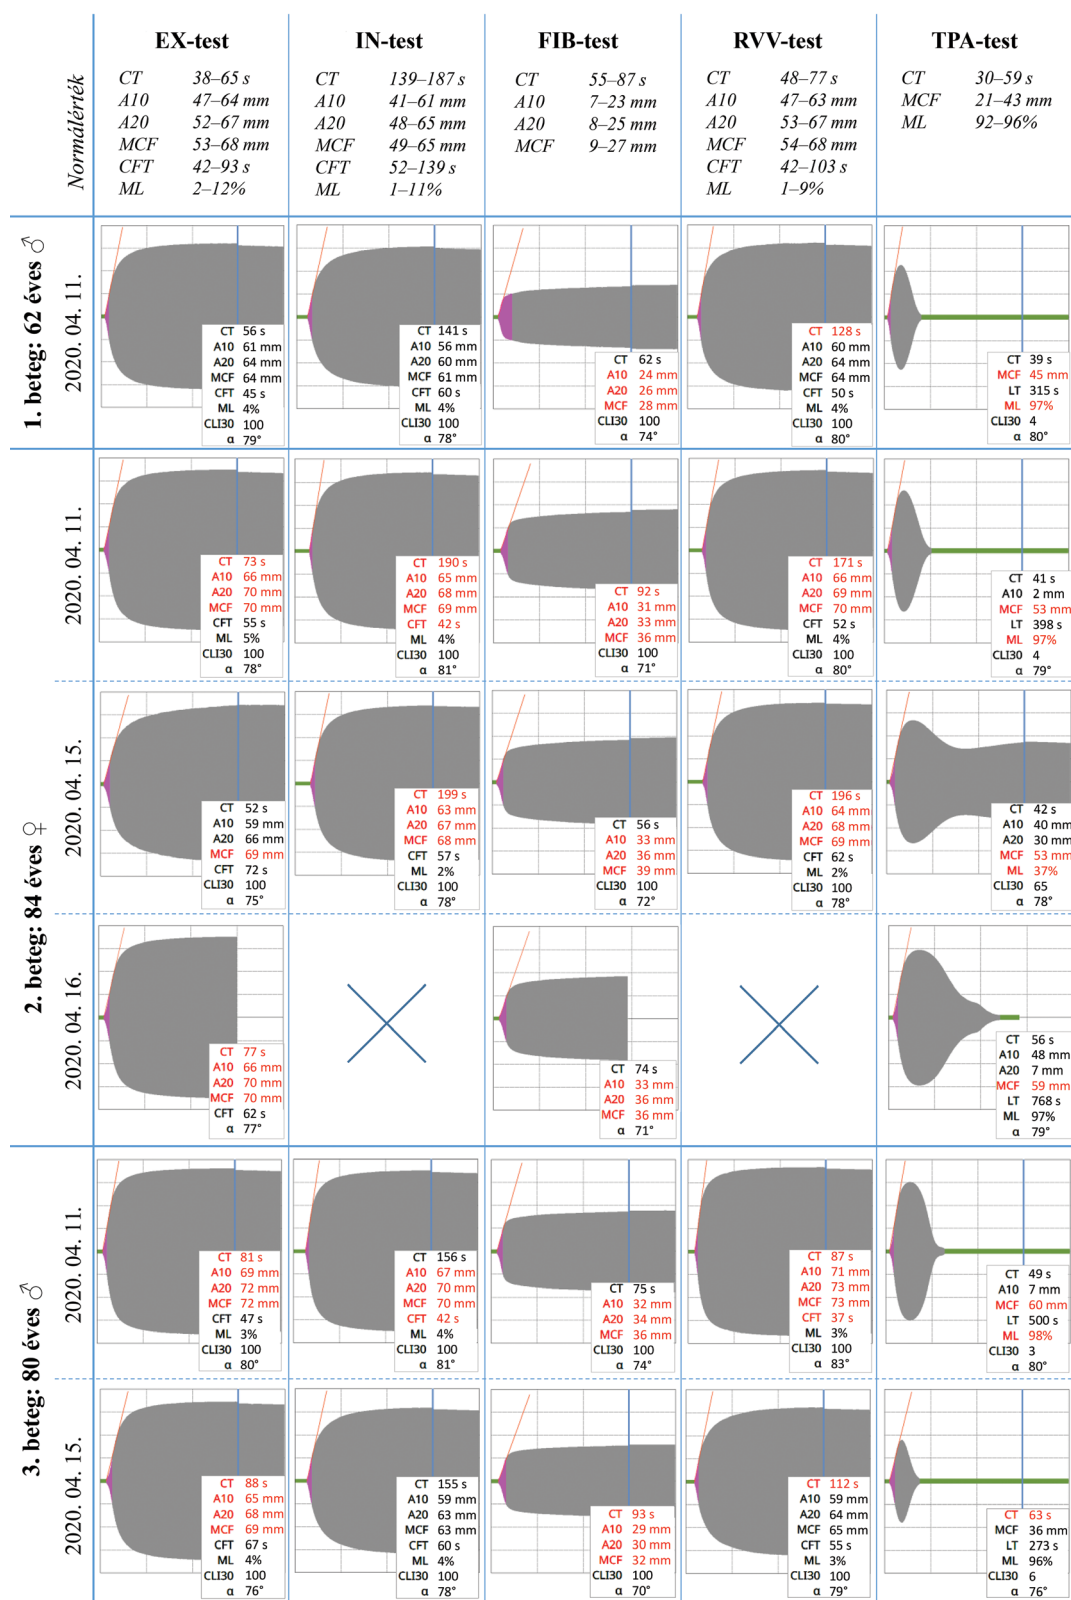 EX-test
CT 38–65 s
A10 47–64 mm
A20 52–67 mm
MCF 53–68 mm
CFT 42–93 s
ML 2–12%
IN-test
CT 139–187 s
A10 41–61 mm
A20 48–65 mm
MCF 49–65 mm
CFT 52–139 s
ML 1–11%
FIB-test
CT 55–87 s
A10 7–23 mm
A20 8–25 mm
MCF 9–27 mm
RVV-test
CT 48–77 s
A10 47–63 mm
A20 53–67 mm
MCF 54–68 mm
CFT 42–103 s
ML 1–9%
TPA-test
CT 30–59 s
MCF 21–43 mm
ML 92–96%
Normálérték
1. beteg: 62 éves ♂
2020. 04. 11.
CT 56 s
A10 61 mm
A20 64 mm
MCF 64 mm
CFT 45 s
ML 4%
CLI30 100
α 79°
CT 141 s
A10 56 mm
A20 60 mm
MCF 61 mm
CFT 60 s
ML 4%
CLI30 100
α 78°
CT 62 s
A10 24 mm
A20 26 mm
MCF 28 mm
CLI30 100
α 74°
CT 128 s
A10 60 mm
A20 64 mm
MCF 64 mm
CFT 50 s
ML 4%
CLI30 100
α 80°
CT 39 s
MCF 45 mm
LT 315 s
ML 97%
CLI30 4
α 80°
2. beteg: 84 éves ♀
2020. 04. 11.
CT 73 s
A10 66 mm
A20 70 mm
MCF 70 mm
CFT 55 s
ML 5%
CLI30 100
α 78°
CT 190 s
A10 65 mm
A20 68 mm
MCF 69 mm
CFT 42 s
ML 4%
CLI30 100
α 81°
CT 92 s
A10 31 mm
A20 33 mm
MCF 36 mm
CLI30 100
α 71°
CT 171 s
A10 66 mm
A20 69 mm
MCF 70 mm
CFT 52 s
ML 4%
CLI30 100
α 80°
CT 41 s
A10 2 mm
MCF 53 mm
LT 398 s
ML 97%
CLI30 4
α 79°
2020. 04. 15.
CT 52 s
A10 59 mm
A20 66 mm
MCF 69 mm
CFT 72 s
CLI30 100
α 75°
CT 199 s
A10 63 mm
A20 67 mm
MCF 68 mm
CFT 57 s
ML 2%
CLI30 100
α 78°
CT 56 s
A10 33 mm
A20 36 mm
MCF 39 mm
CLI30 100
α 72°
CT 196 s
A10 64 mm
A20 68 mm
MCF 69 mm
CFT 62 s
ML 2%
CLI30 100
α 78°
CT 42 s
A10 40 mm
A20 30 mm
MCF 53 mm
ML 37%
CLI30 65
α 78°
2020. 04. 16.
CT 77 s
A10 66 mm
A20 70 mm
MCF 70 mm
CFT 62 s
α 77°
CT 74 s
A10 33 mm
A20 36 mm
MCF 36 mm
α 71°
CT 56 s
A10 48 mm
A20 7 mm
MCF 59 mm
LT 768 s
ML 97%
α 79°
3. beteg: 80 éves ♂
2020. 04. 11.
CT 81 s
A10 69 mm
A20 72 mm
MCF 72 mm
CFT 47 s
ML 3%
CLI30 100
α 80°
CT 156 s
A10 67 mm
A20 70 mm
MCF 70 mm
CFT 42 s
ML 4%
CLI30 100
α 81°
CT 75 s
A10 32 mm
A20 34 mm
MCF 36 mm
CLI30 100
α 74°
CT 87 s
A10 71 mm
A20 73 mm
MCF 73 mm
CFT 37 s
ML 3%
CLI30 100
α 83°
CT 49 s
A10 7 mm
MCF 60 mm
LT 500 s
ML 98%
CLI30 3
α 80°
2020. 04. 15.
CT 88 s
A10 65 mm
A20 68 mm
MCF 69 mm
CFT 67 s
ML 4%
CLI30 100
α 76°
CT 155 s
A10 59 mm
A20 63 mm
MCF 63 mm
CFT 60 s
ML 4%
CLI30 100
α 78°
CT 93 s
A10 29 mm
A20 30 mm
MCF 32 mm
CLI30 100
α 70°
CT 112 s
A10 59 mm
A20 64 mm
MCF 65 mm
CFT 55 s
ML 3%
CLI30 100
α 79°
CT 63 s
MCF 36 mm
LT 273 s
ML 96%
CLI30 6
α 76°